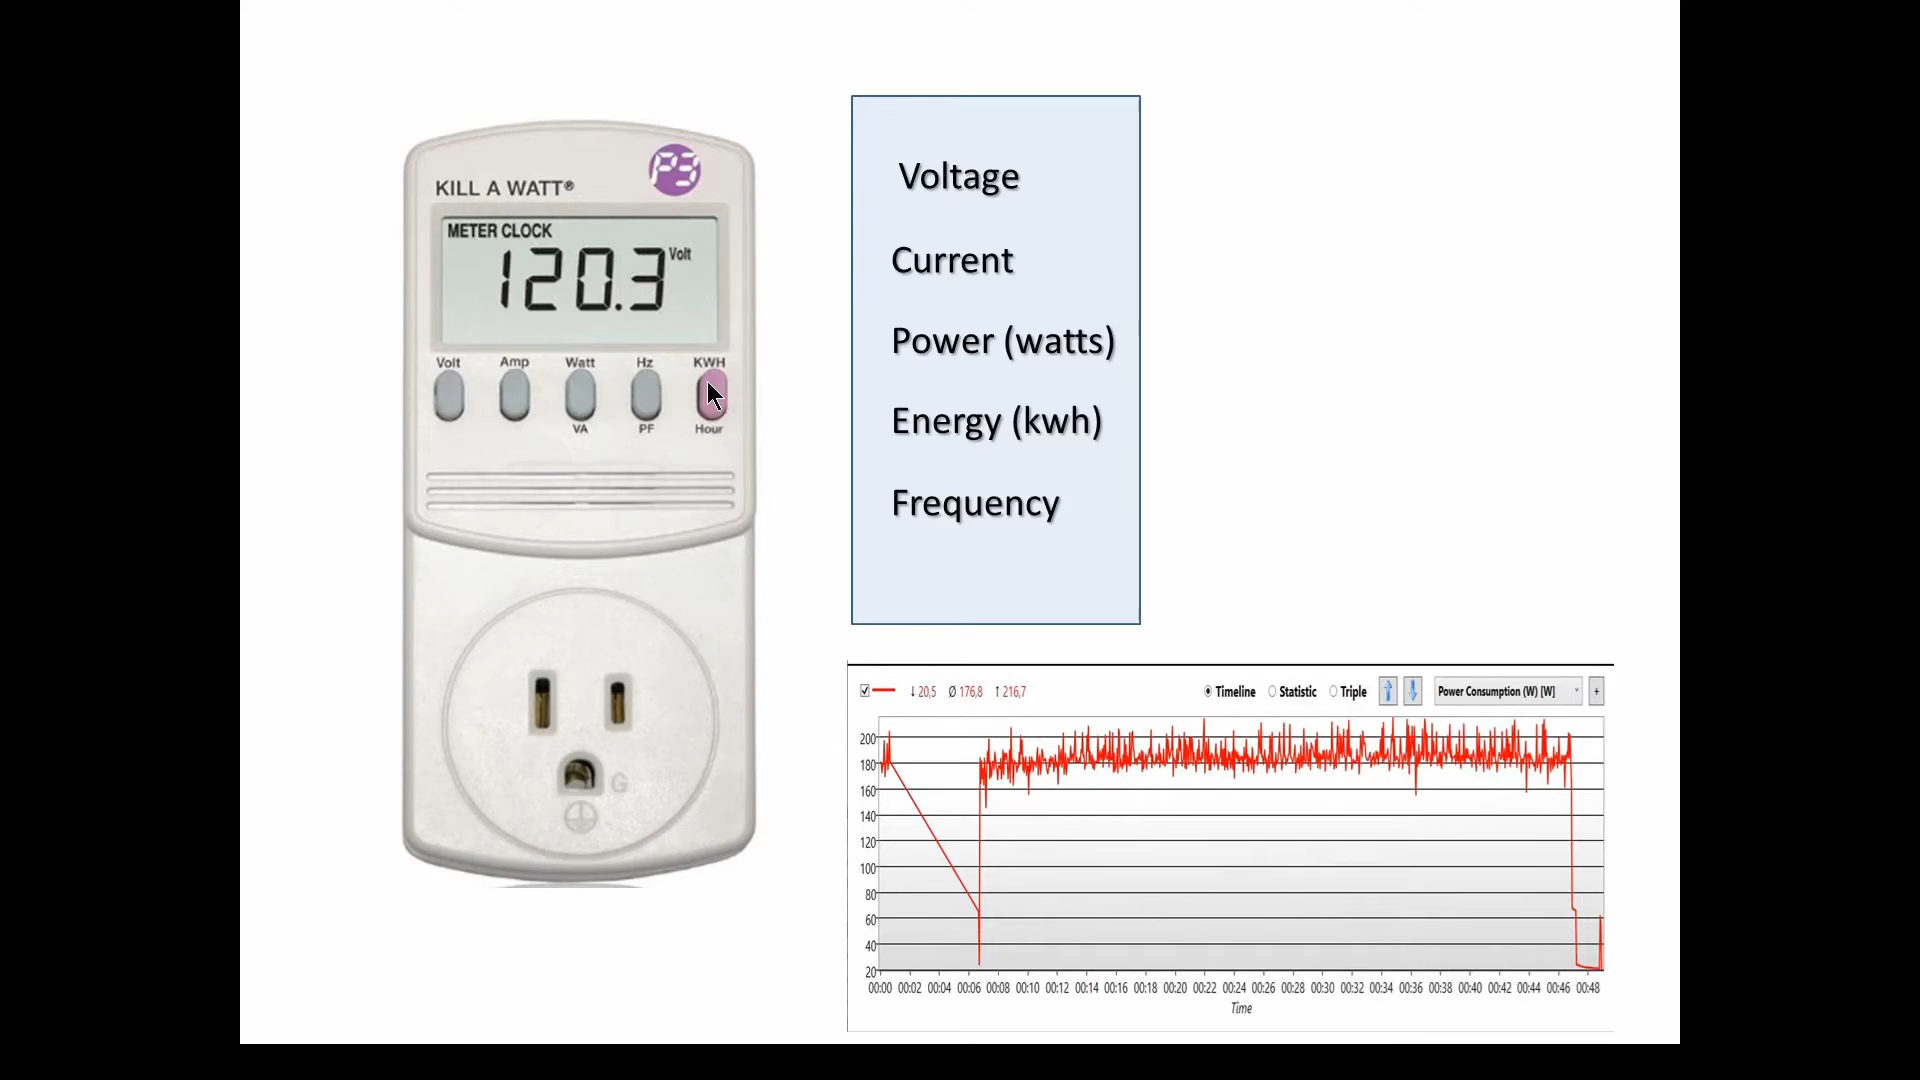 P3
KILL A WATT®
METER CLOCK
120.3 Volt
Volt Amp Watt Hz KWH
VA PF Hour
G
Voltage
Current
Power (watts)
Energy (kwh)
Frequency
↓ 20,5 Ø 176,8 ↑ 216,7 Timeline Statistic Triple Power Consumption (W) [W] +
200
180
160
140
120
100
80
60
40
20
00:00 00:02 00:04 00:06 00:08 00:10 00:12 00:14 00:16 00:18 00:20 00:22 00:24 00:26 00:28 00:30 00:32 00:34 00:36 00:38 00:40 00:42 00:44 00:46 00:48
Time